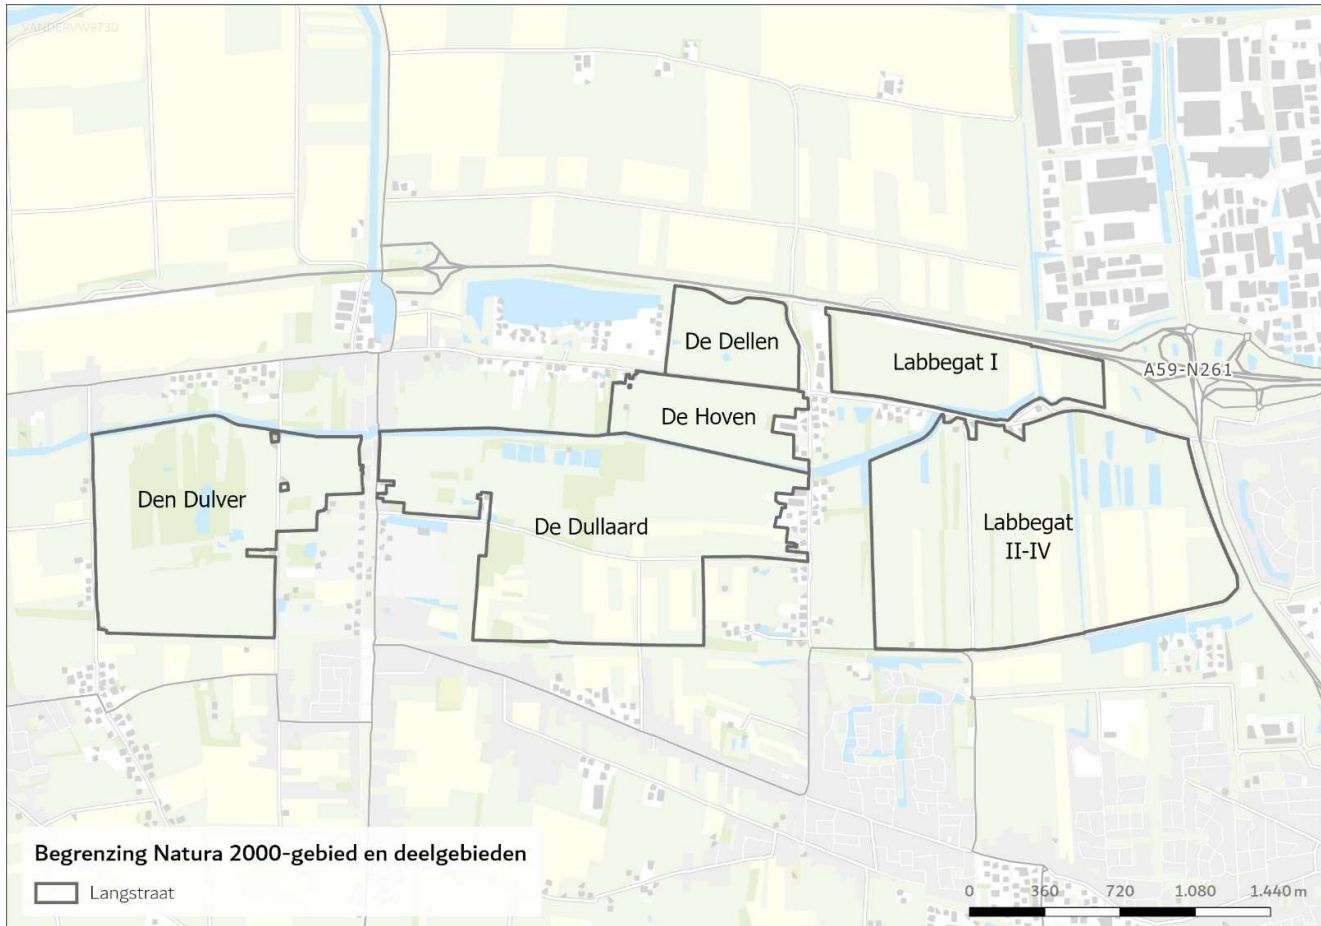 VANDERVW9730
De Dellen
Labbegat I
A59-N261
De Hoven
Den Dulver
De Dullaard
Labbegat
II-IV
Begrenzing Natura 2000-gebied en deelgebieden
Langstraat
0 360 720 1.080 1.440 m